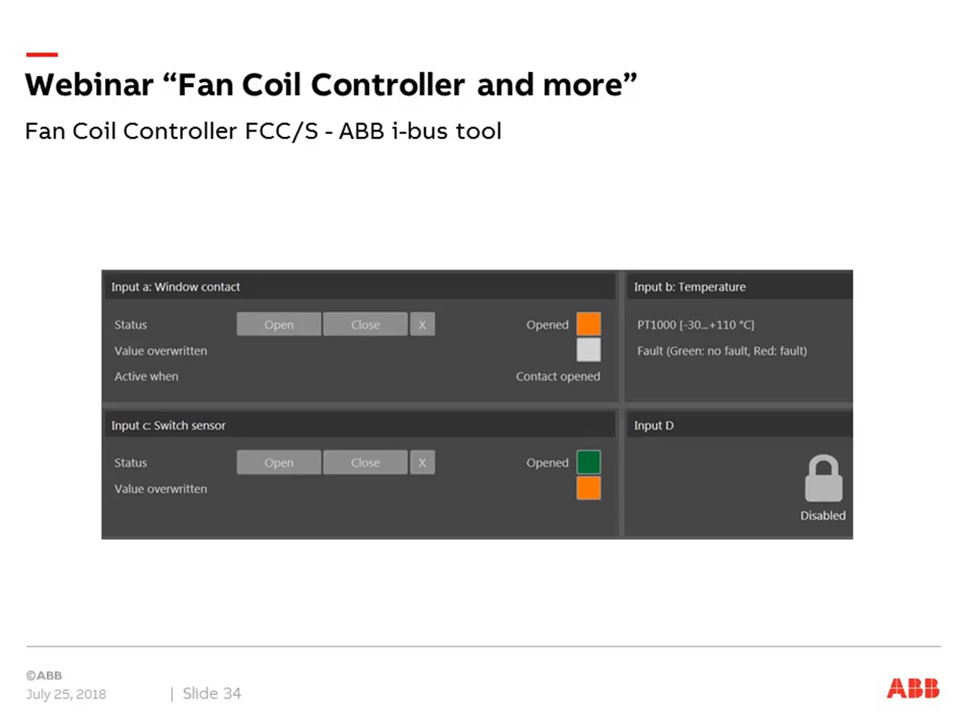 Webinar “Fan Coil Controller and more”
Fan Coil Controller FCC/S - ABB i-bus tool
Input a: Window contact
Status Open Close X Opened
Value overwritten
Active when Contact opened
Input b: Temperature
PT1000 [-30...+110 °C]
Fault (Green: no fault, Red: fault)
Input c: Switch sensor
Status Open Close X Opened
Value overwritten
Input D
Disabled
©ABB
July 25, 2018 | Slide 34
ABB